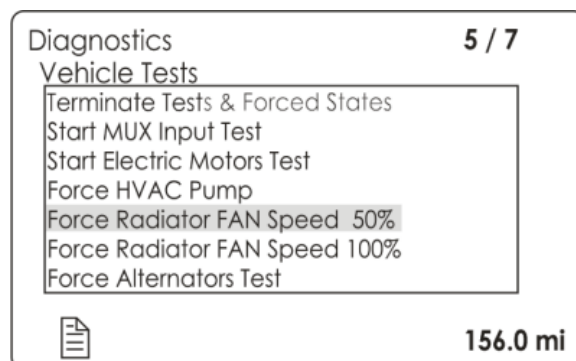 Diagnostics 5 / 7
Vehicle Tests
Terminate Tests & Forced States
Start MUX Input Test
Start Electric Motors Test
Force HVAC Pump
Force Radiator FAN Speed 50%
Force Radiator FAN Speed 100%
Force Alternators Test
156.0 mi